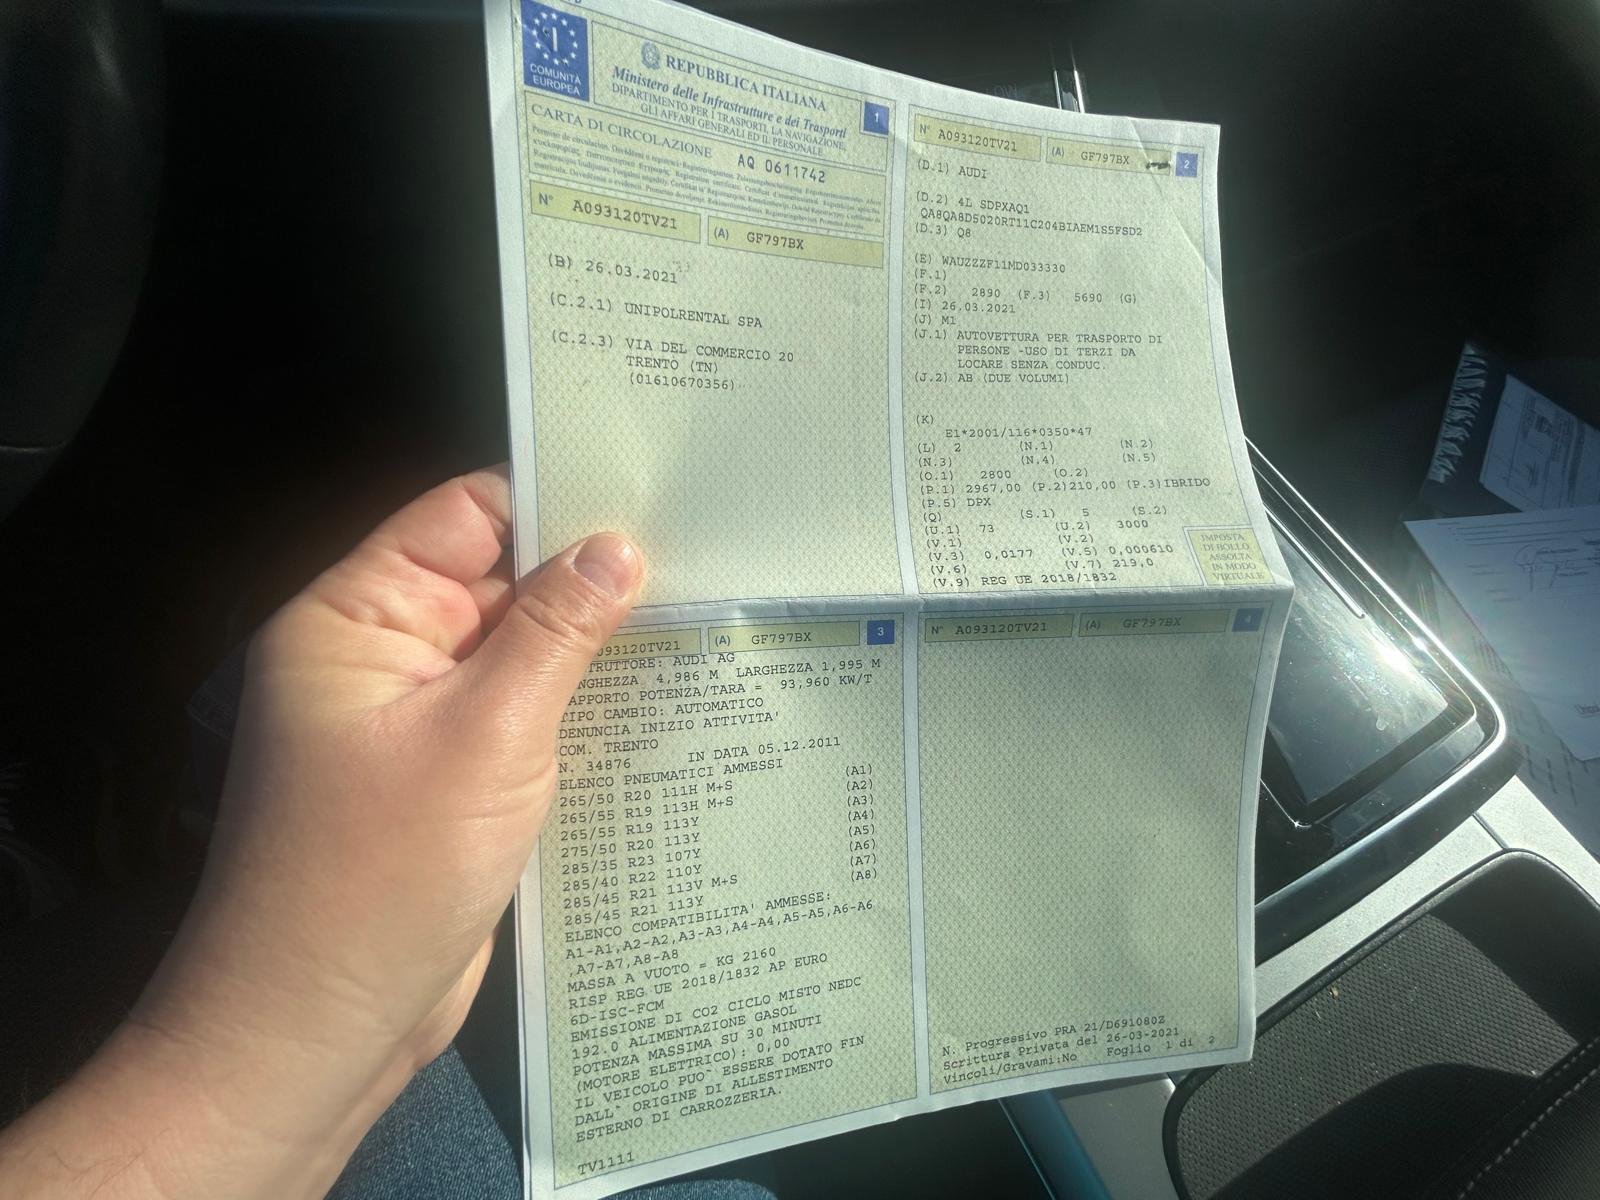 COMUNITÀ
EUROPEA
REPUBBLICA ITALIANA
Ministero delle Infrastrutture e dei Trasporti
DIPARTIMENTO PER I TRASPORTI, LA NAVIGAZIONE,
GLI AFFARI GENERALI ED IL PERSONALE
1
CARTA DI CIRCOLAZIONE AQ 0611742
N° A093120TV21 (A) GF797BX
(B) 26.03.2021
(C.2.1) UNIPOLRENTAL SPA
(C.2.3) VIA DEL COMMERCIO 20
TRENTO (TN)
(01610670356)
N° A093120TV21 (A) GF797BX 2
(D.1) AUDI
(D.2) 4L SDPXAQ1
QA8QA8D5020RT11C204BIAEM1S5FSD2
(D.3) Q8
(E) WAUZZZF11MD033330
(F.1)
(F.2) 2890 (F.3) 5690 (G)
(I) 26.03.2021
(J) M1
(J.1) AUTOVETTURA PER TRASPORTO DI
PERSONE -USO DI TERZI DA
LOCARE SENZA CONDUC.
(J.2) AB (DUE VOLUMI)
(K)
E1*2001/116*0350*47
(L) 2 (N.1) (N.2)
(N.3) (N.4) (N.5)
(O.1) 2800 (O.2)
(P.1) 2967,00 (P.2)210,00 (P.3)IBRIDO
(P.5) DPX
(Q) (S.1) 5 (S.2)
(U.1) 73 (U.2) 3000
(V.1) (V.2)
(V.3) 0,0177 (V.5) 0,000610
(V.6) (V.7) 219,0
(V.9) REG UE 2018/1832
IMPOSTA
DI BOLLO
ASSOLTA
IN MODO
VIRTUALE
093120TV21 (A) GF797BX 3
TRUTTORE: AUDI AG
NGHEZZA 4,986 M LARGHEZZA 1,995 M
APPORTO POTENZA/TARA = 93,960 KW/T
TIPO CAMBIO: AUTOMATICO
DENUNCIA INIZIO ATTIVITA'
COM. TRENTO
N. 34876 IN DATA 05.12.2011
ELENCO PNEUMATICI AMMESSI
265/50 R20 111H M+S (A1)
265/55 R19 113H M+S (A2)
265/55 R19 113Y (A3)
275/50 R20 113Y (A4)
285/35 R23 107Y (A5)
285/40 R22 110Y (A6)
285/45 R21 113V M+S (A7)
285/45 R21 113Y (A8)
ELENCO COMPATIBILITA' AMMESSE:
A1-A1,A2-A2,A3-A3,A4-A4,A5-A5,A6-A6
,A7-A7,A8-A8
MASSA A VUOTO = KG 2160
RISP REG UE 2018/1832 AP EURO
6D-ISC-FCM
EMISSIONE DI CO2 CICLO MISTO NEDC
192.0 ALIMENTAZIONE GASOL
POTENZA MASSIMA SU 30 MINUTI
(MOTORE ELETTRICO): 0,00
IL VEICOLO PUO` ESSERE DOTATO FIN
DALL` ORIGINE DI ALLESTIMENTO
ESTERNO DI CARROZZERIA.
TV1111
N° A093120TV21 (A) GF797BX 4
N. Progressivo PRA 21/D691080Z
Scrittura Privata del 26-03-2021
Vincoli/Gravami:No Foglio 1 di 2